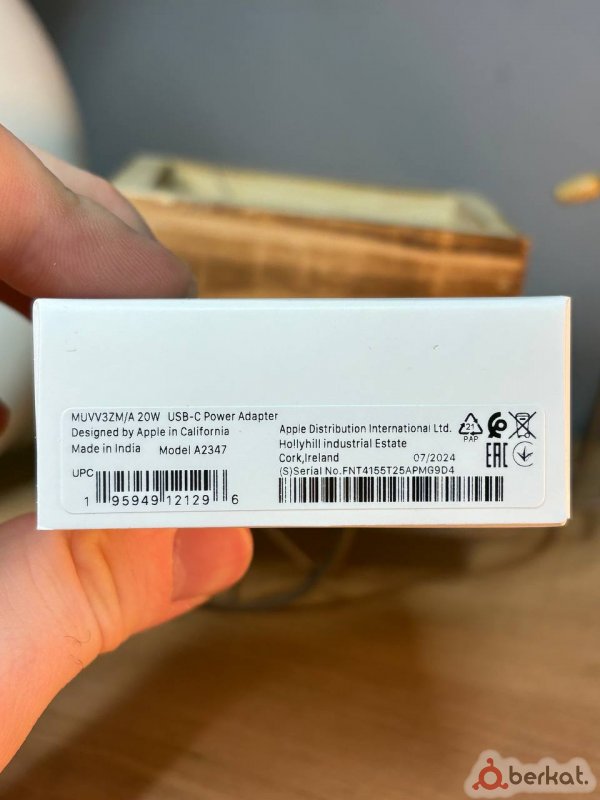 MUVV3ZM/A 20W USB-C Power Adapter
Designed by Apple in California
Made in India Model A2347
UPC
1 95949 12129 6
Apple Distribution International Ltd.
Hollyhill industrial Estate
Cork,Ireland 07/2024
(S)Serial No.FNT4155T25APMG9D4
21
PAP
EAC
berkat.